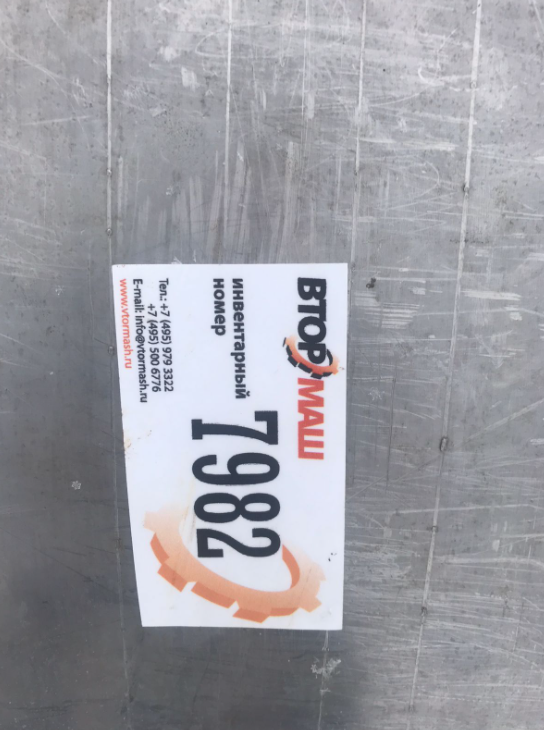 ВТОРМАШ
инвентарный
номер
7982
Тел.: +7 (495) 979 3322
+7 (495) 500 6776
E-mail: info@vtormash.ru
www.vtormash.ru